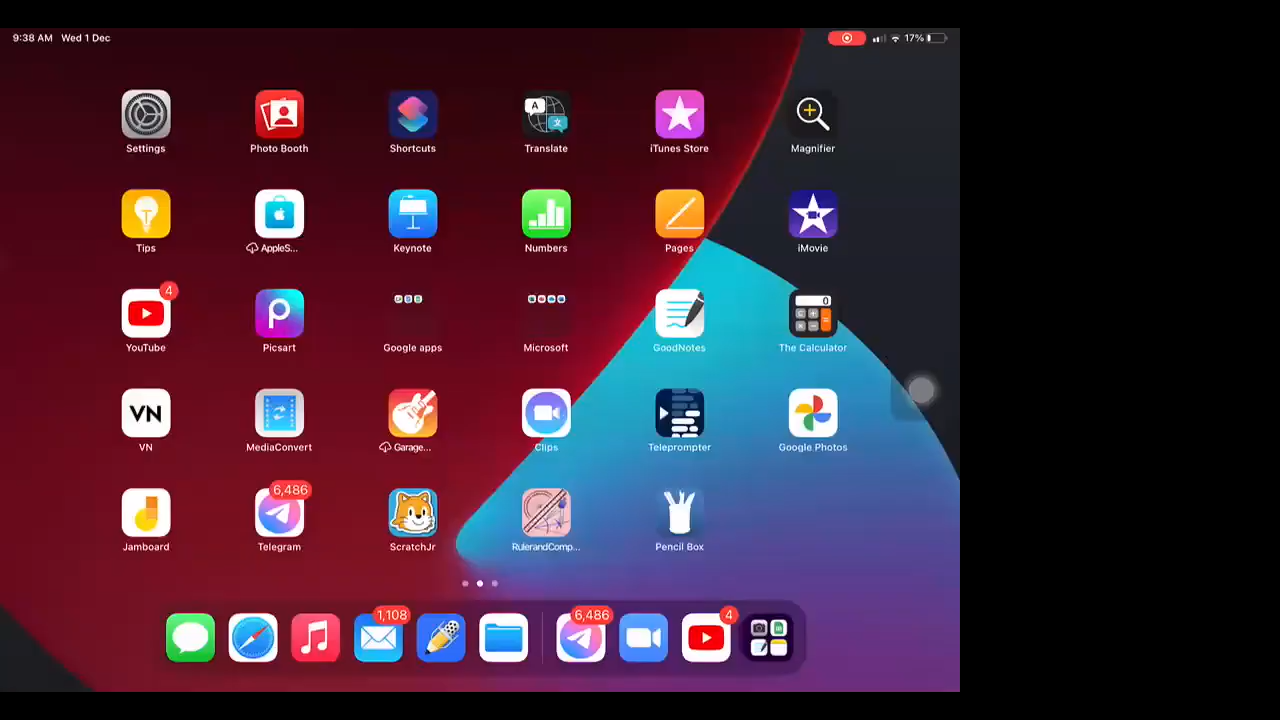 9:38 AM Wed 1 Dec 17%
Settings Photo Booth Shortcuts Translate iTunes Store Magnifier
Tips AppleS... Keynote Numbers Pages iMovie
4
YouTube Picsart Google apps Microsoft GoodNotes The Calculator
VN
VN MediaConvert Garage... Clips Teleprompter Google Photos
6,486
Jamboard Telegram ScratchJr RulerandComp... Pencil Box
1,108 6,486 4